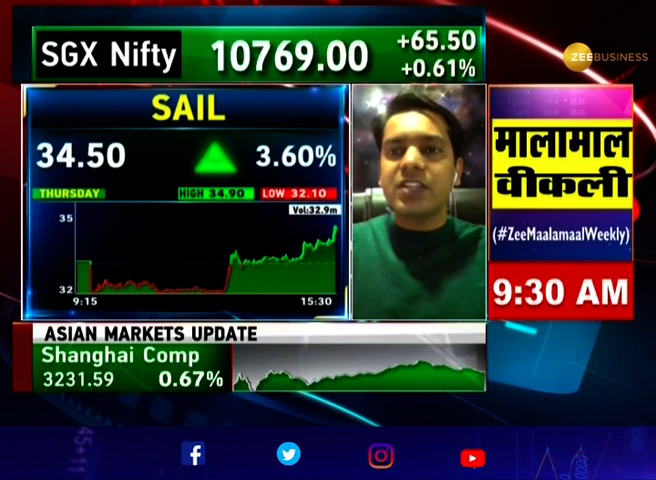 SGX Nifty
10769.00
+65.50
+0.61%
ZEEBUSINESS
SAIL
34.50
3.60%
THURSDAY
HIGH 34.90
LOW 32.10
Vol:32.9m
35
32
9:15
15:30
मालामाल
वीकली
(#ZeeMaalamaalWeekly)
9:30 AM
ASIAN MARKETS UPDATE
Shanghai Comp
3231.59
0.67%